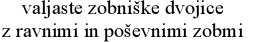 valjaste zobniške dvojice
z ravnimi in poševnimi zobmi